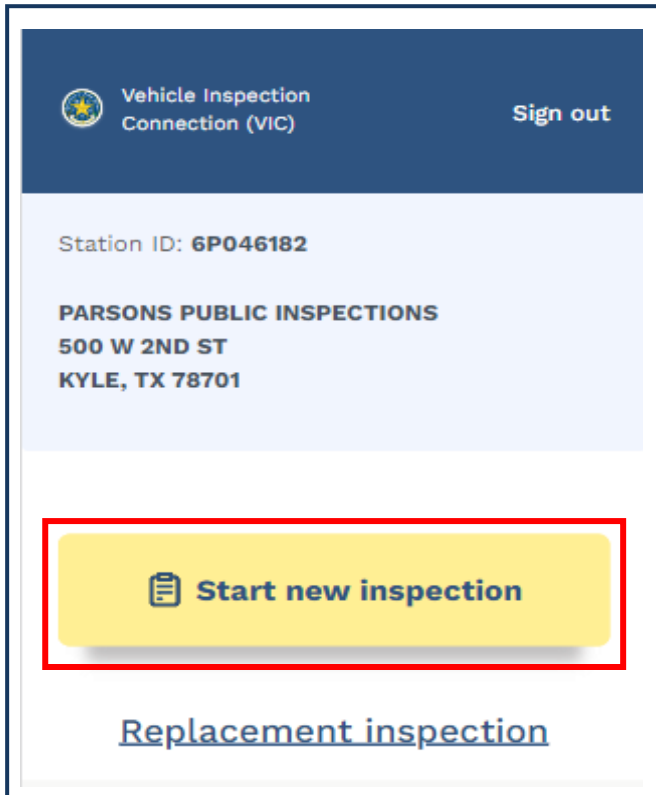 Vehicle Inspection
Connection (VIC)
Sign out
Station ID: 6P046182
PARSONS PUBLIC INSPECTIONS
500 W 2ND ST
KYLE, TX 78701
Start new inspection
Replacement inspection